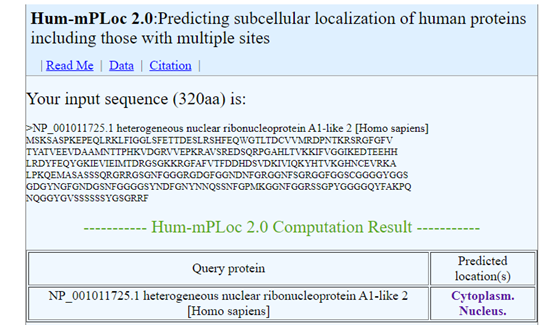 Hum-mPLoc 2.0:Predicting subcellular localization of human proteins
including those with multiple sites
| Read Me | Data | Citation |
Your input sequence (320aa) is:
>NP_001011725.1 heterogeneous nuclear ribonucleoprotein A1-like 2 [Homo sapiens]
MSKSASPKEPEQLRKLFIGGLSFETTDESLRSHFEQWGTLTDCVVMRDPNTKRSRGFGFV
TYATVEEVDAAMNTTPHKVDGRVVEPKRAVSREDSQRPGAHLTVKKIFVGGIKEDTEEHH
LRDYFEQYGKIEVIEIMTDRGSGKKRGFAFVTFDDHDSVDKIVIQKYHTVKGHNCEVRKA
LPKQEMASASSSQRGRRGSGNFGGGRGDGFGGNDNFGRGGNFSGRGGFGGSCGGGGYGGS
GDGYNGFGNDGSNFGGGGSYNDFGNYNNQSSNFGPMKGGNFGGRSSGPYGGGGQYFAKPQ
NQGGYGVSSSSSSYGSGRRF
----------- Hum-mPLoc 2.0 Computation Result -----------
Query protein
Predicted
location(s)
NP_001011725.1 heterogeneous nuclear ribonucleoprotein A1-like 2
[Homo sapiens]
Cytoplasm.
Nucleus.